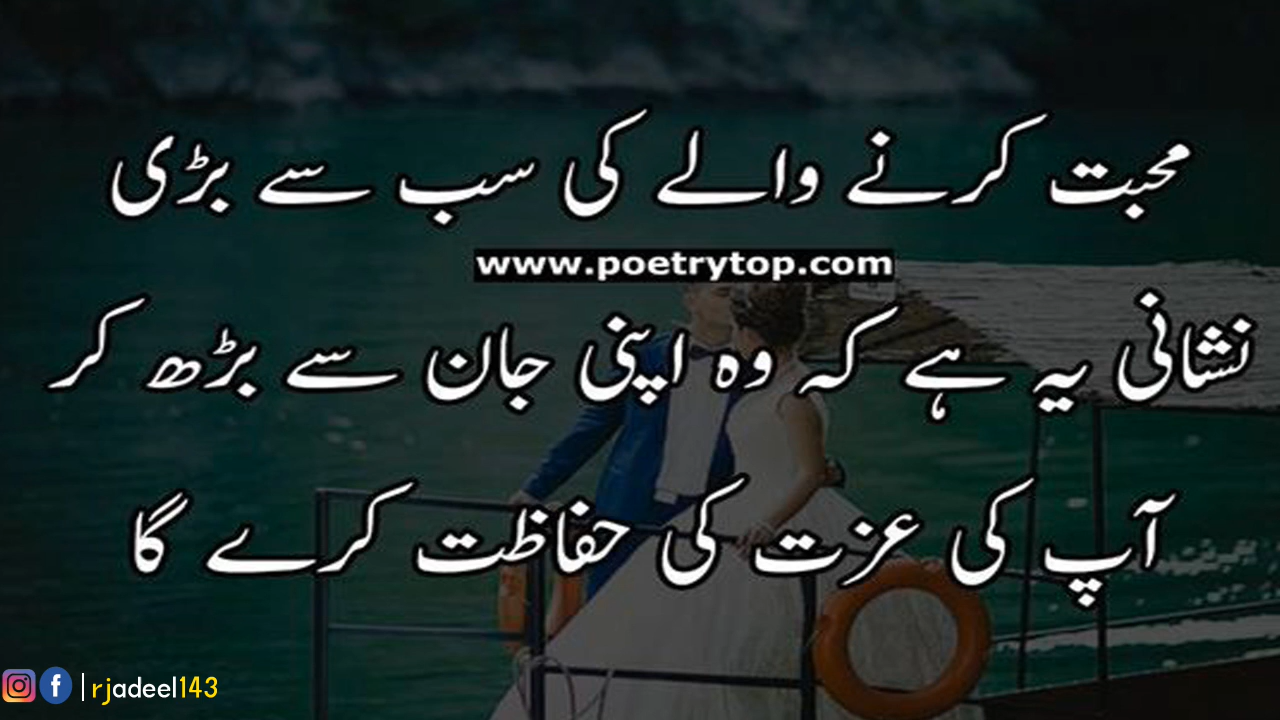 محبت کرنے والے کی سب سے بڑی
www.poetrytop.com
نشانی یہ ہے کہ وہ اپنی جان سے بڑھ کر
آپ کی عزت کی حفاظت کرے گا
| rjadeel143